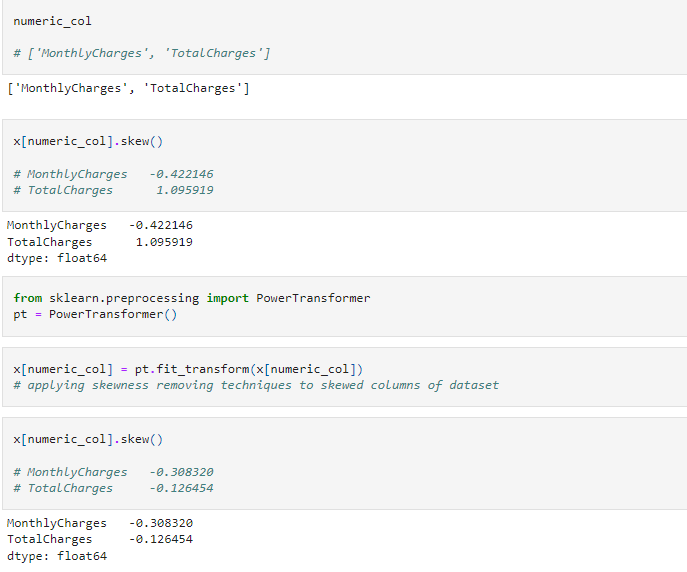 numeric_col
# ['MonthlyCharges', 'TotalCharges']
['MonthlyCharges', 'TotalCharges']
x[numeric_col].skew()
# MonthlyCharges   -0.422146
# TotalCharges      1.095919
MonthlyCharges   -0.422146
TotalCharges      1.095919
dtype: float64
from sklearn.preprocessing import PowerTransformer
pt = PowerTransformer()
x[numeric_col] = pt.fit_transform(x[numeric_col])
# applying skewness removing techniques to skewed columns of dataset
x[numeric_col].skew()
# MonthlyCharges   -0.308320
# TotalCharges     -0.126454
MonthlyCharges   -0.308320
TotalCharges     -0.126454
dtype: float64